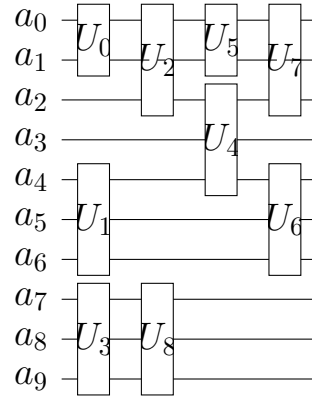 a₀ U₀ U₅
a₁ U₂ U₇
a₂
a₃ U₄
a₄
a₅ U₁ U₆
a₆
a₇
a₈ U₃ U₈
a₉